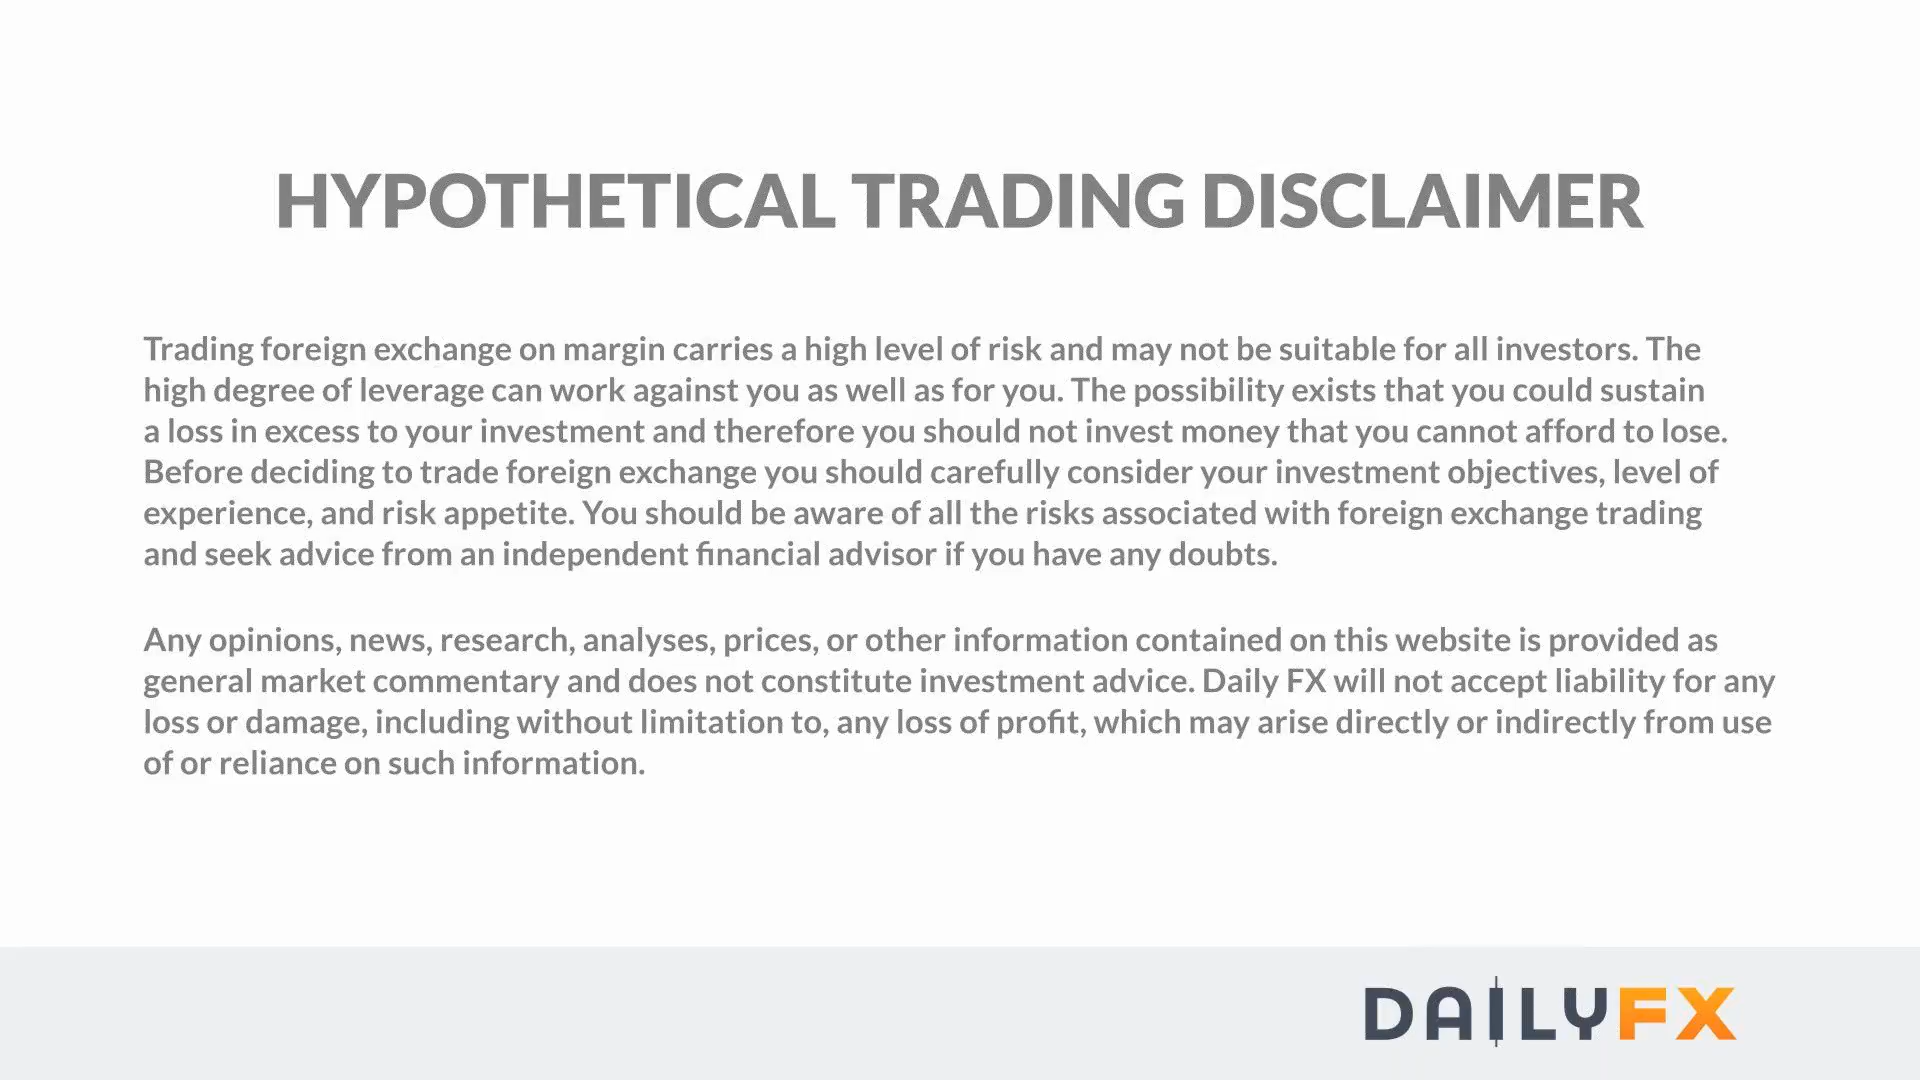 HYPOTHETICAL TRADING DISCLAIMER
Trading foreign exchange on margin carries a high level of risk and may not be suitable for all investors. The
high degree of leverage can work against you as well as for you. The possibility exists that you could sustain
a loss in excess to your investment and therefore you should not invest money that you cannot afford to lose.
Before deciding to trade foreign exchange you should carefully consider your investment objectives, level of
experience, and risk appetite. You should be aware of all the risks associated with foreign exchange trading
and seek advice from an independent financial advisor if you have any doubts.
Any opinions, news, research, analyses, prices, or other information contained on this website is provided as
general market commentary and does not constitute investment advice. Daily FX will not accept liability for any
loss or damage, including without limitation to, any loss of profit, which may arise directly or indirectly from use
of or reliance on such information.
DAILYFX